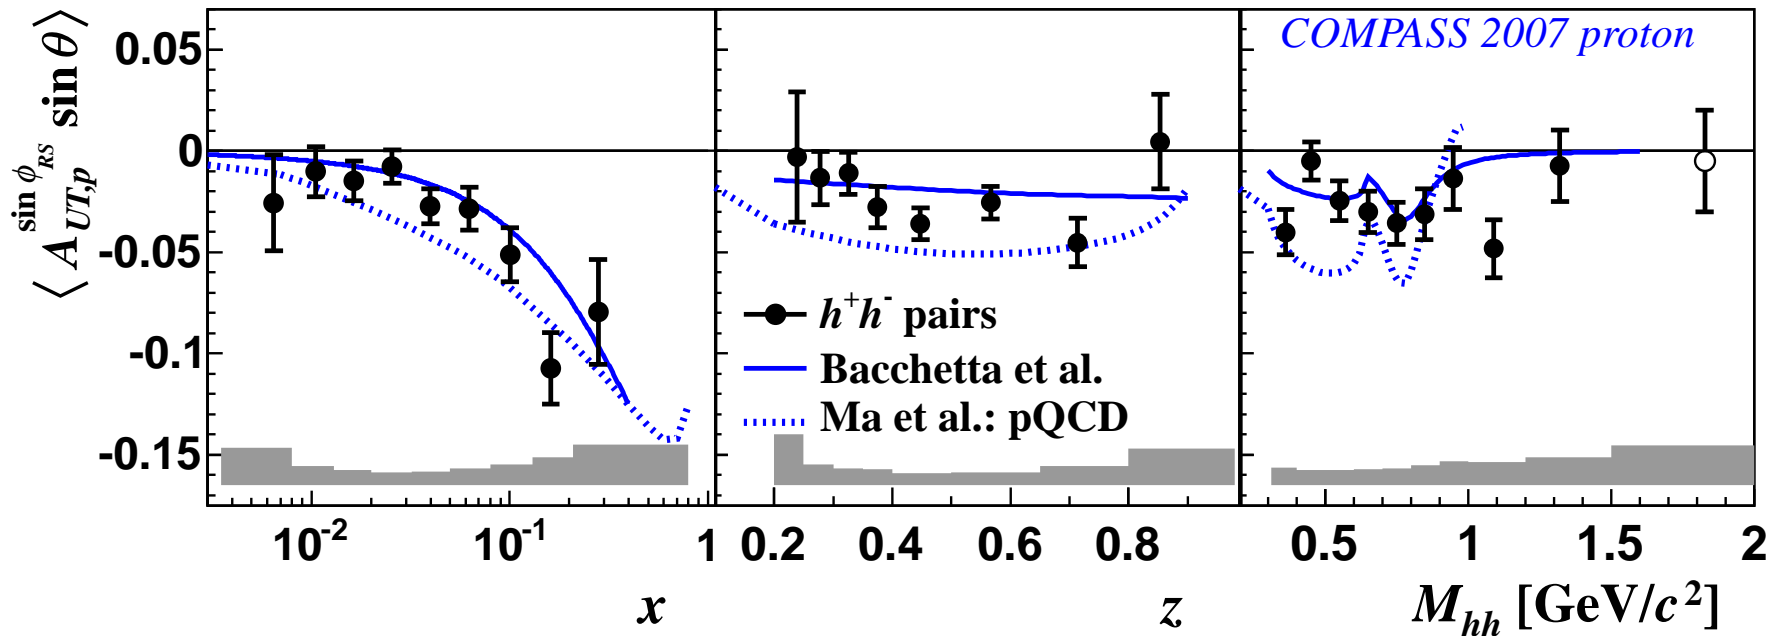 ⟨ A_{UT,p}^{sin ϕ_{RS}} sin θ ⟩
0.05
0
-0.05
-0.1
-0.15
COMPASS 2007 proton
h⁺h⁻ pairs
Bacchetta et al.
Ma et al.: pQCD
10⁻² 10⁻¹ 1 0.2 0.4 0.6 0.8 0.5 1 1.5 2
x z M_{hh} [GeV/c²]